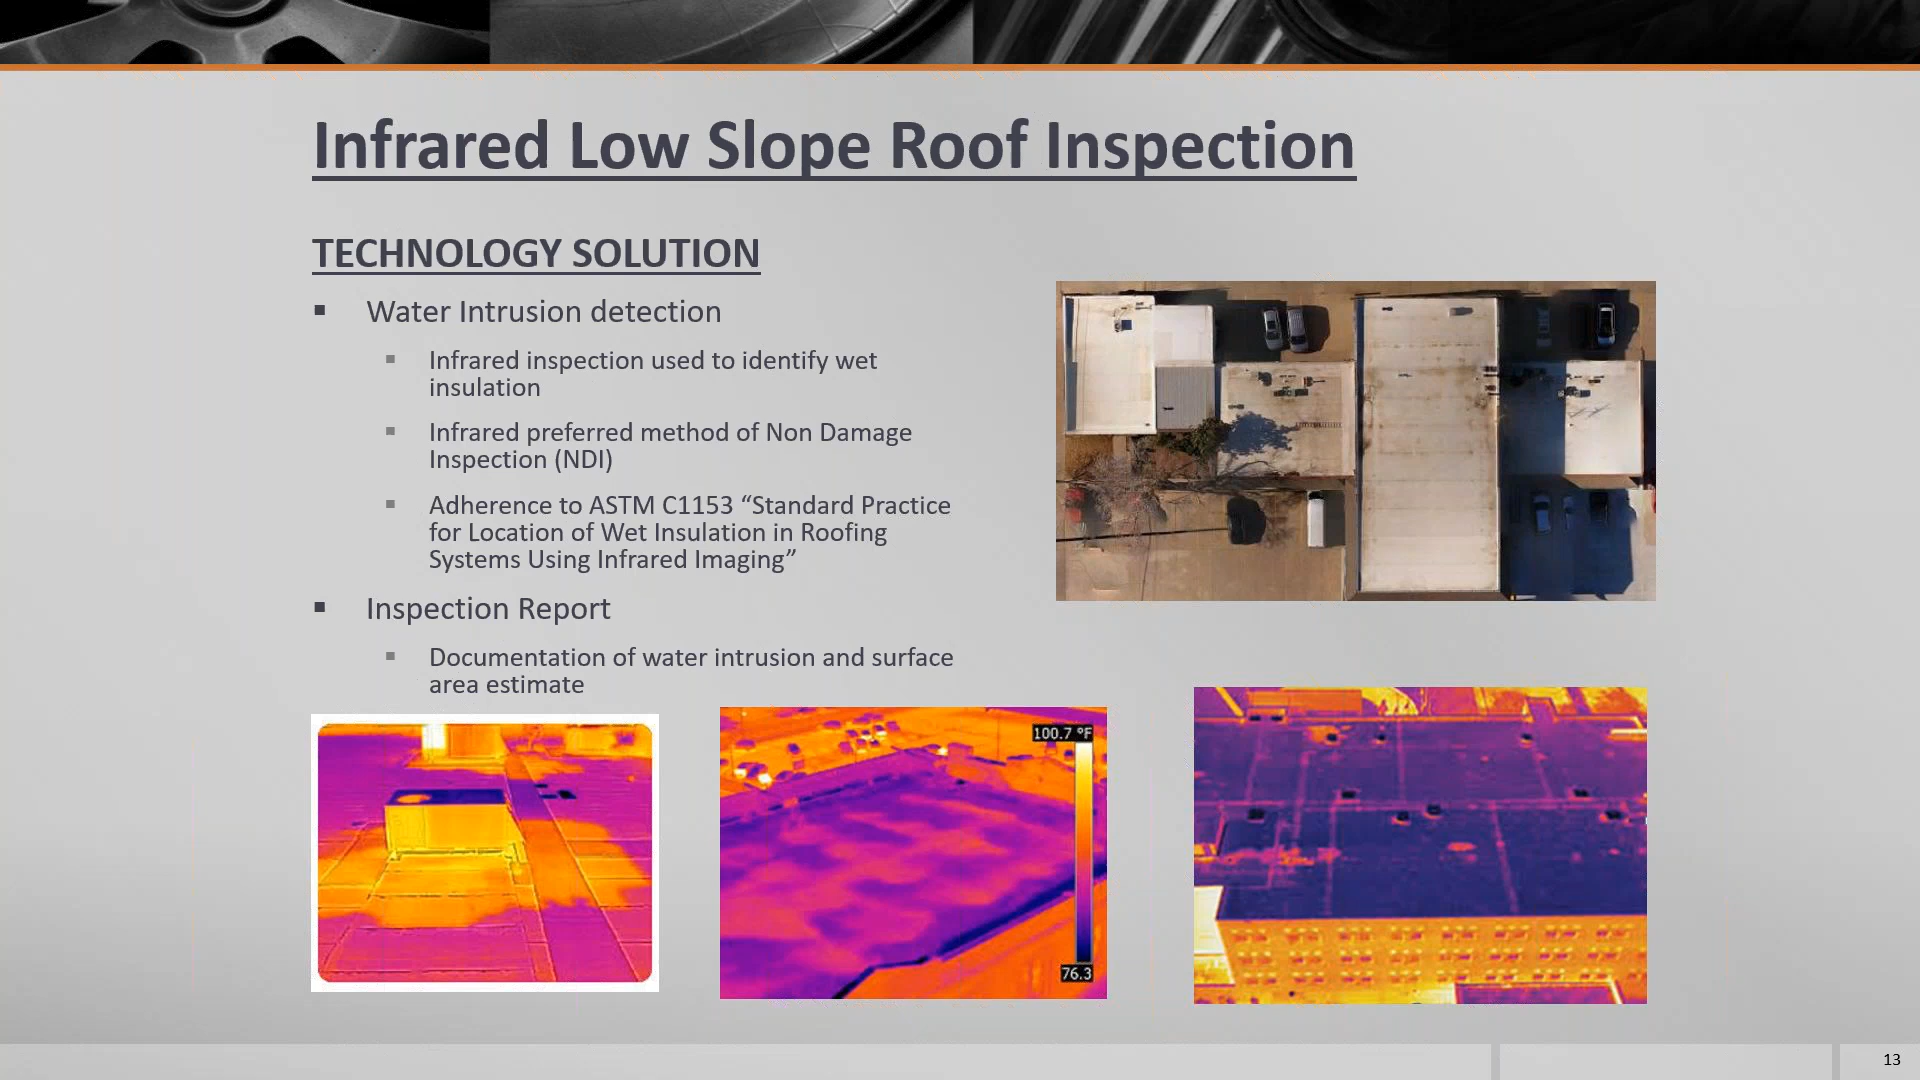 Infrared Low Slope Roof Inspection
TECHNOLOGY SOLUTION
▪ Water Intrusion detection
▪ Infrared inspection used to identify wet
insulation
▪ Infrared preferred method of Non Damage
Inspection (NDI)
▪ Adherence to ASTM C1153 “Standard Practice
for Location of Wet Insulation in Roofing
Systems Using Infrared Imaging”
▪ Inspection Report
▪ Documentation of water intrusion and surface
area estimate
100.7 °F
76.3
13